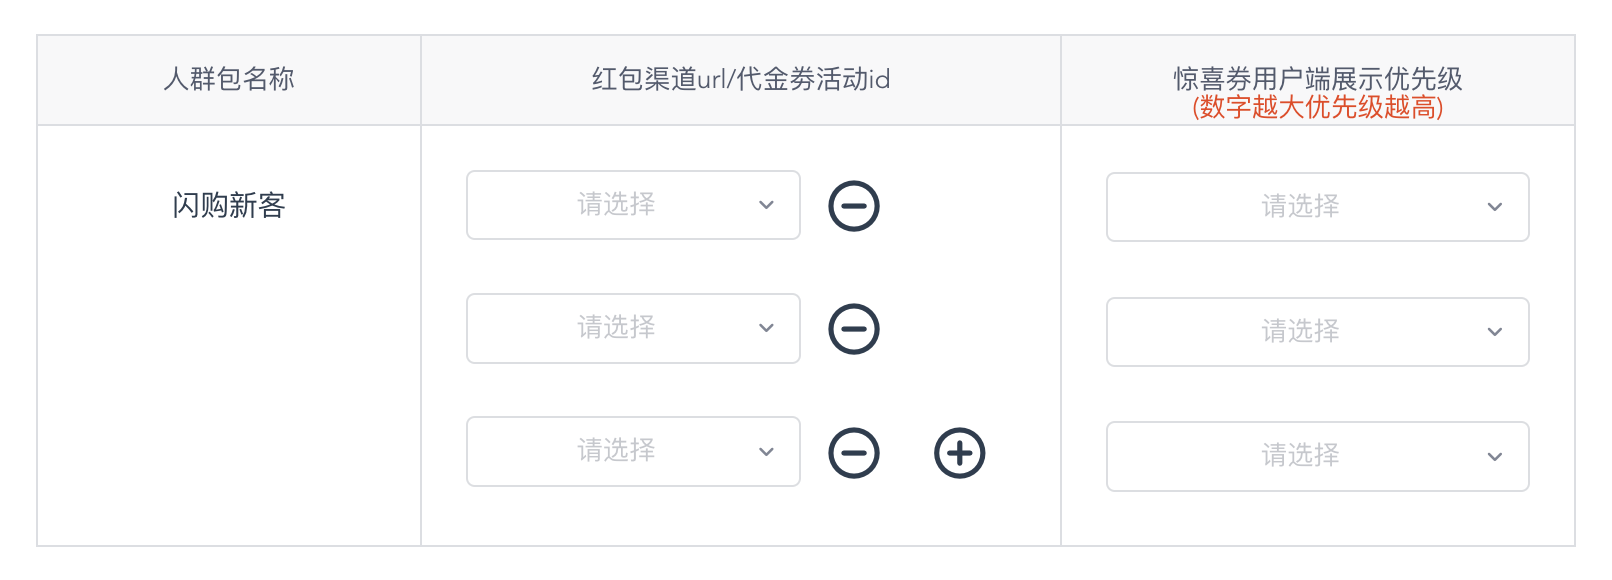 人群包名称
红包渠道url/代金券活动id
惊喜券用户端展示优先级
(数字越大优先级越高)
闪购新客
请选择
请选择
请选择
请选择
请选择
请选择